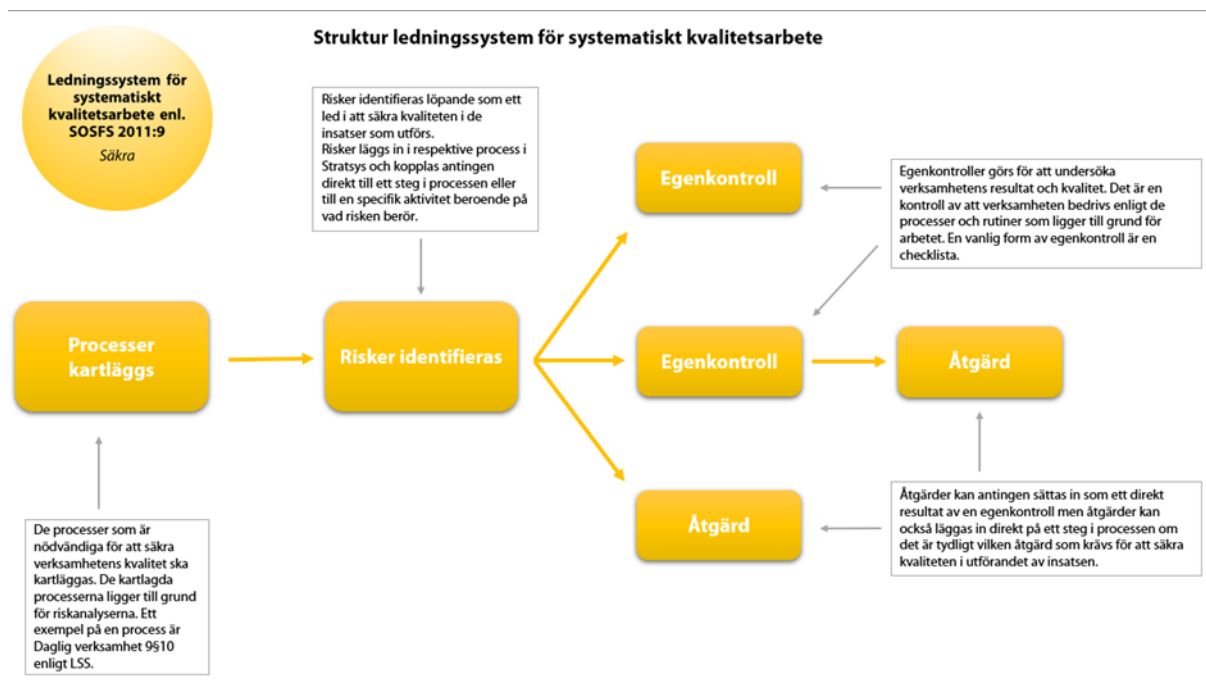 Struktur ledningssystem för systematiskt kvalitetsarbete
Ledningssystem för
systematiskt
kvalitetsarbete enl.
SOSFS 2011:9
Säkra
Risker identifieras löpande som ett
led i att säkra kvaliteten i de
insatser som utförs.
Risker läggs in i respektive process i
Stratsys och kopplas antingen
direkt till ett steg i processen eller
till en specifik aktivitet beroende på
vad risken berör.
Egenkontroll
Egenkontroller görs för att undersöka
verksamhetens resultat och kvalitet. Det är en
kontroll av att verksamheten bedrivs enligt de
processer och rutiner som ligger till grund för
arbetet. En vanlig form av egenkontroll är en
checklista.
Processer
kartläggs
Risker identifieras
Egenkontroll
Åtgärd
Åtgärd
Åtgärder kan antingen sättas in som ett direkt
resultat av en egenkontroll men åtgärder kan
också läggas in direkt på ett steg i processen om
det är tydligt vilken åtgärd som krävs för att säkra
kvaliteten i utförandet av insatsen.
De processer som är
nödvändiga för att säkra
verksamhetens kvalitet ska
kartläggas. De kartlagda
processerna ligger till grund
för riskanalyserna. Ett
exempel på en process är
Daglig verksamhet 9§10
enligt LSS.